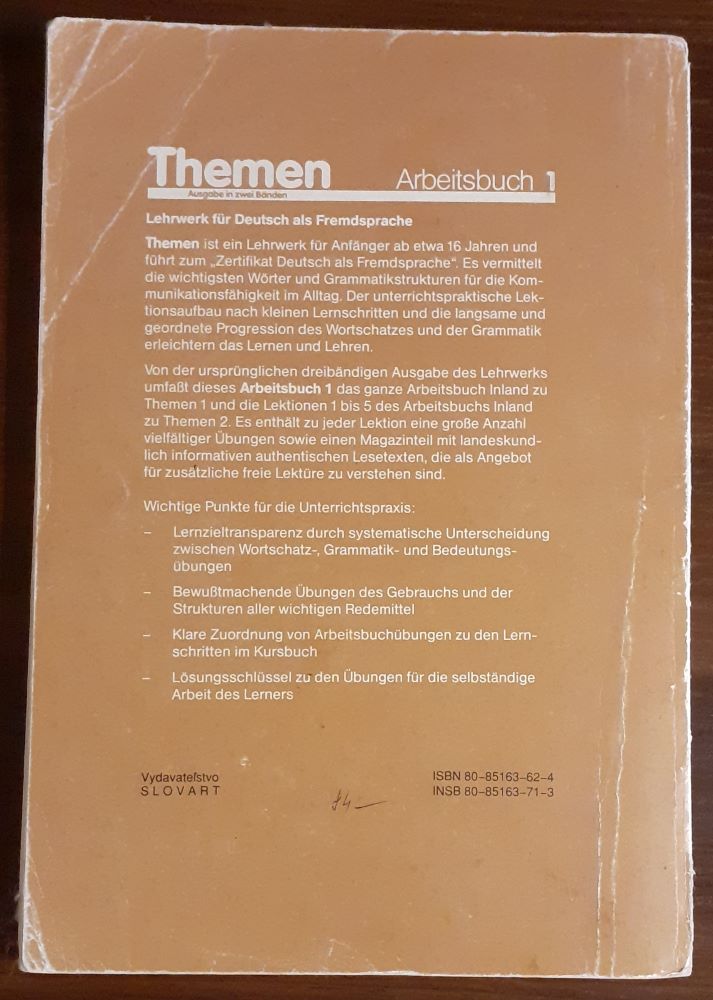 Themen Arbeitsbuch 1
Ausgabe in zwei Bänden
Lehrwerk für Deutsch als Fremdsprache
Themen ist ein Lehrwerk für Anfänger ab etwa 16 Jahren und
führt zum „Zertifikat Deutsch als Fremdsprache“. Es vermittelt
die wichtigsten Wörter und Grammatikstrukturen für die Kom-
munikationsfähigkeit im Alltag. Der unterrichtspraktische Lek-
tionsaufbau nach kleinen Lernschritten und die langsame und
geordnete Progression des Wortschatzes und der Grammatik
erleichtern das Lernen und Lehren.
Von der ursprünglichen dreibändigen Ausgabe des Lehrwerks
umfaßt dieses Arbeitsbuch 1 das ganze Arbeitsbuch Inland zu
Themen 1 und die Lektionen 1 bis 5 des Arbeitsbuchs Inland
zu Themen 2. Es enthält zu jeder Lektion eine große Anzahl
vielfältiger Übungen sowie einen Magazinteil mit landeskund-
lich informativen authentischen Lesetexten, die als Angebot
für zusätzliche freie Lektüre zu verstehen sind.
Wichtige Punkte für die Unterrichtspraxis:
– Lernzieltransparenz durch systematische Unterscheidung
zwischen Wortschatz-, Grammatik- und Bedeutungs-
übungen
– Bewußtmachende Übungen des Gebrauchs und der
Strukturen aller wichtigen Redemittel
– Klare Zuordnung von Arbeitsbuchübungen zu den Lern-
schritten im Kursbuch
– Lösungsschlüssel zu den Übungen für die selbständige
Arbeit des Lerners
Vydavateľstvo
SLOVART
ISBN 80–85163–62–4
INSB 80–85163–71–3